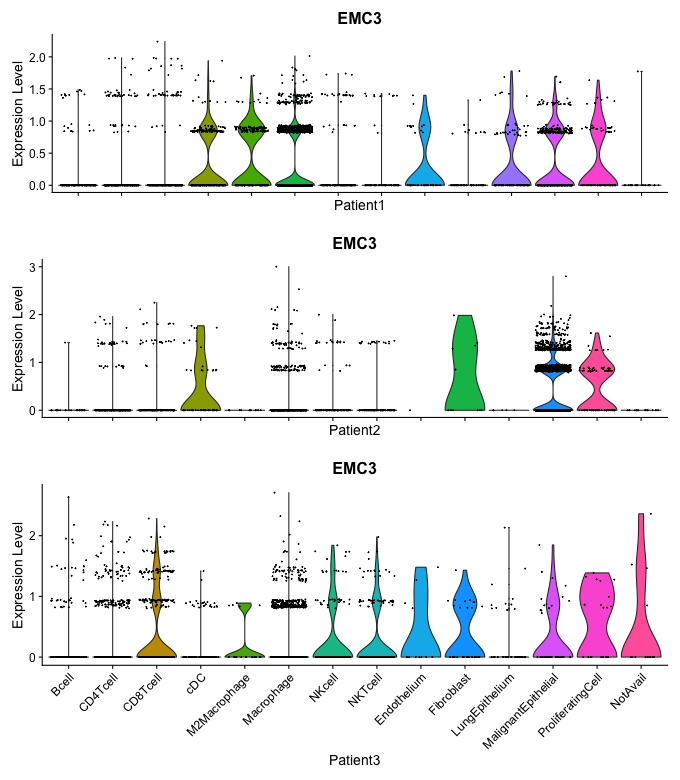 EMC3
Expression Level
2.0
1.5
1.0
0.5
0.0
Patient1
EMC3
Expression Level
3
2
1
0
Patient2
EMC3
Expression Level
2
1
0
Bcell
CD4Tcell
CD8Tcell
cDC
M2Macrophage
Macrophage
NKcell
NKTcell
Endothelium
Fibroblast
LungEpithelium
MalignantEpithelial
ProliferatingCell
NotAvail
Patient3